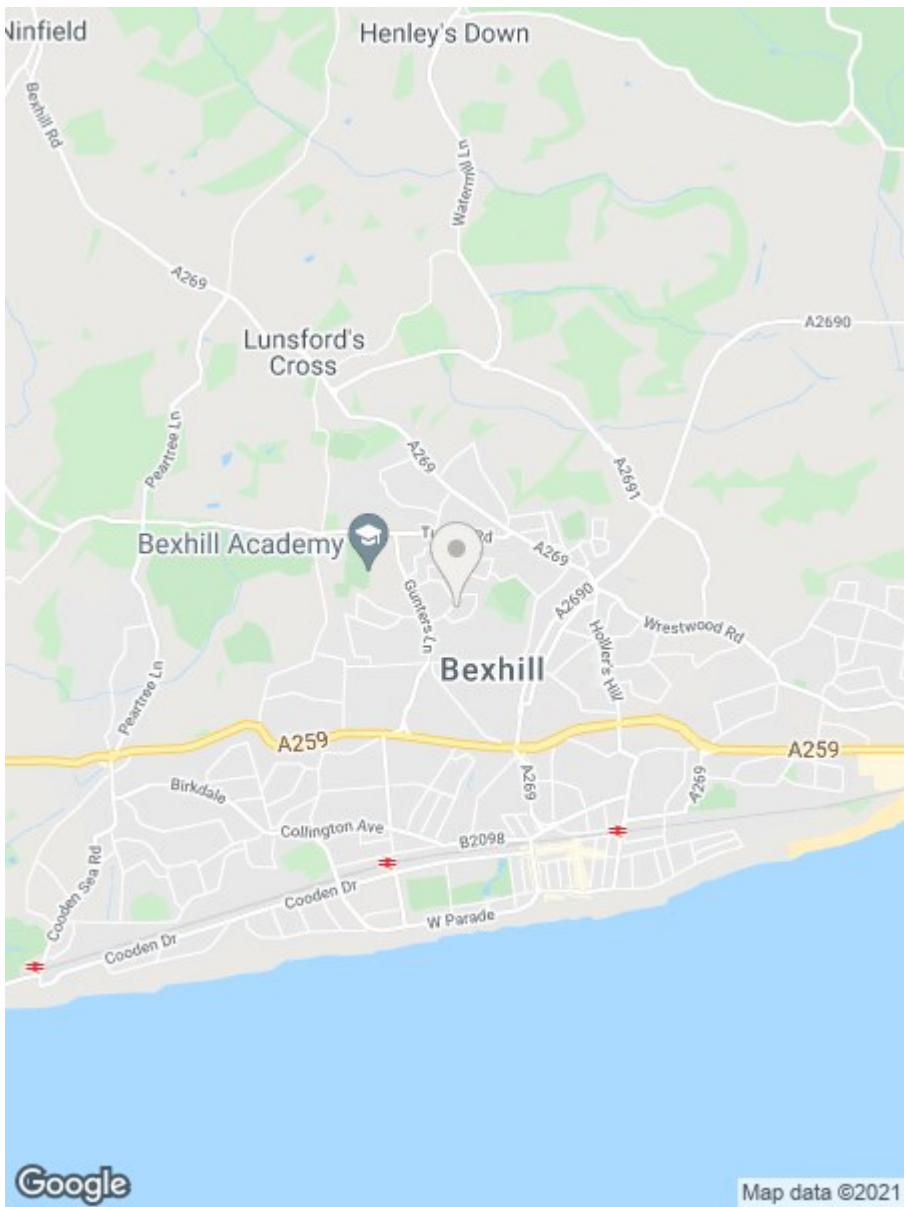 Ninfield
Henley's Down
Bexhill Rd
Watermill Ln
A269
A2690
Lunsford's
Cross
Peartree Ln
A269
A2691
Bexhill Academy
Rd
A269
Gunters Ln
A2690
Holliers Hill
Wrestwood Rd
Bexhill
Peartree Ln
A259
A259
Birkdale
A269
A269
Collington Ave
B2098
Cooden Sea Rd
Cooden Dr
W Parade
Cooden Dr
Google
Map data ©2021